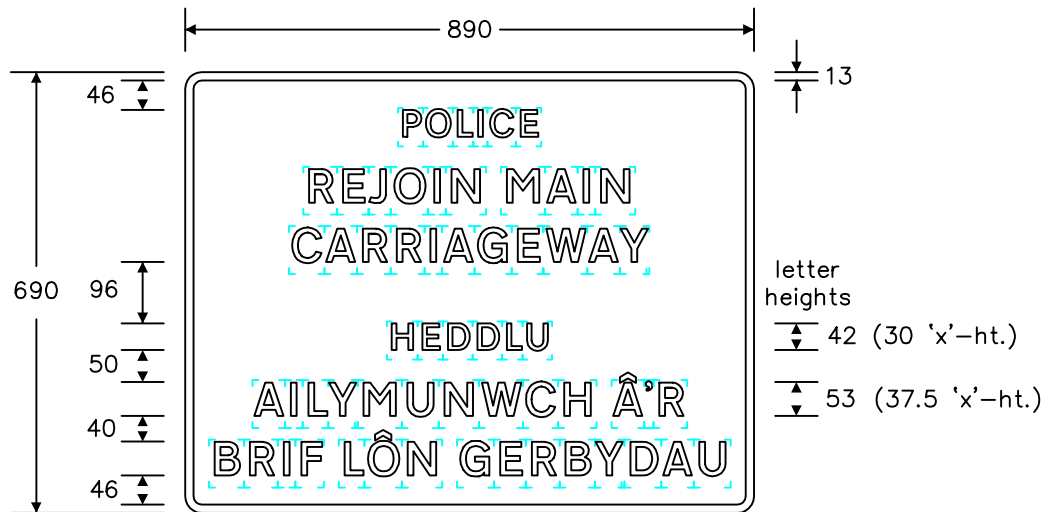 890
13
46
POLICE
REJOIN MAIN
CARRIAGEWAY
690
96
letter
heights
HEDDLU
42 (30 ‘x’–ht.)
50
AILYMUNWCH Â’R
53 (37.5 ‘x’–ht.)
40
BRIF LÔN GERBYDAU
46